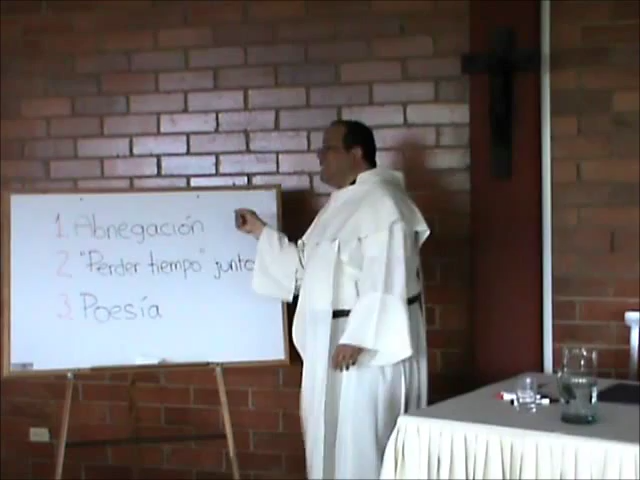 1. Abnegación
2. "Perder tiempo" junto
3. Poesía